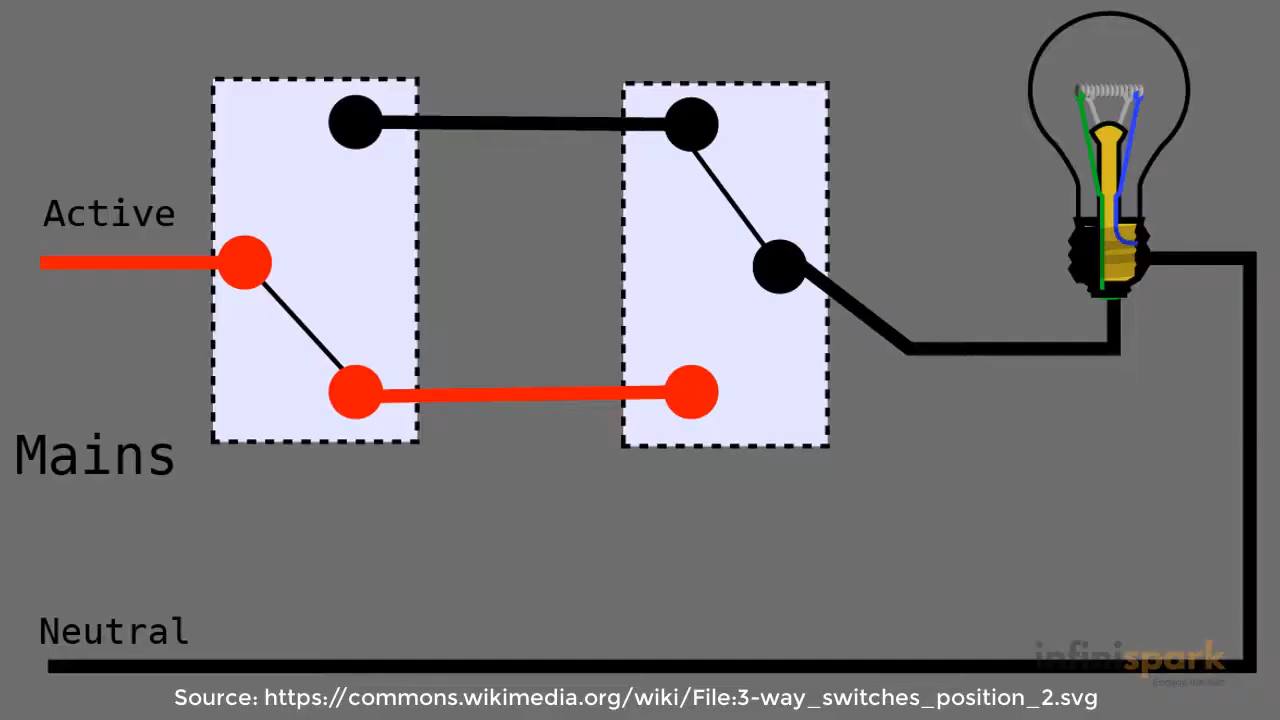 Active
Mains
Neutral
infinispark
Source: https://commons.wikimedia.org/wiki/File:3-way_switches_position_2.svg